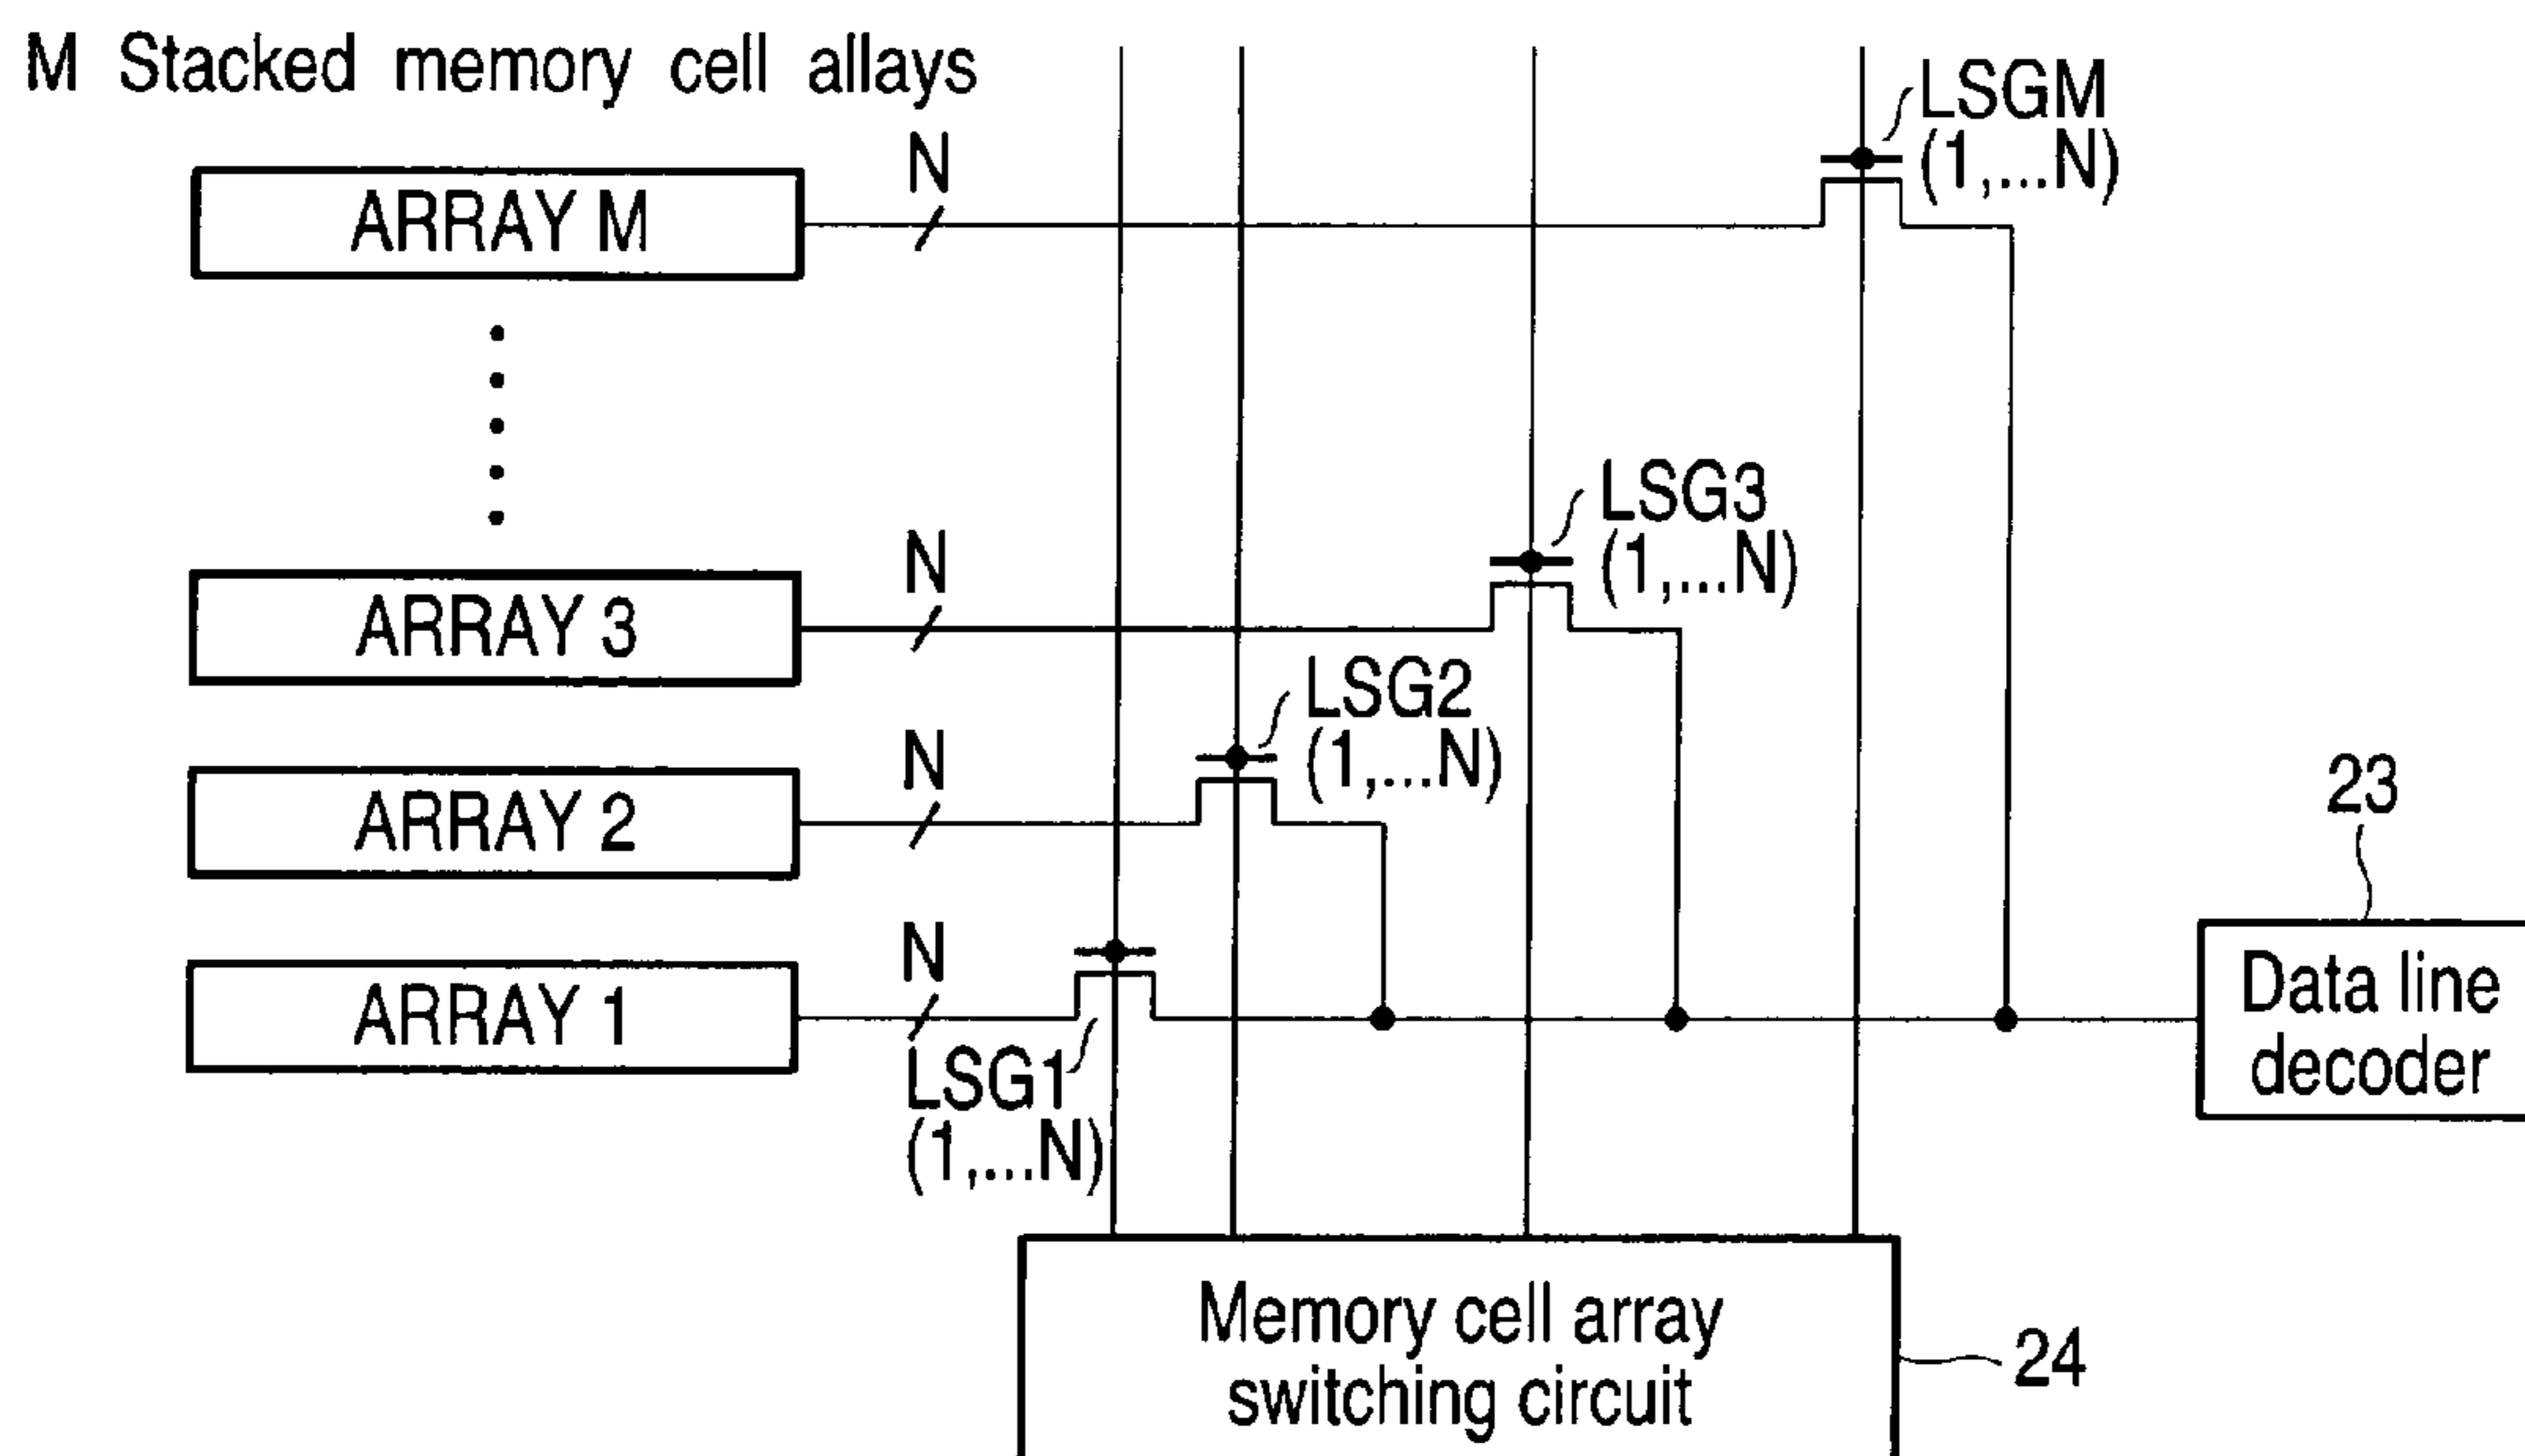 M Stacked memory cell allays
LSGM
(1,...N)
N
ARRAY M
LSG3
(1,...N)
N
ARRAY 3
LSG2
(1,...N)
N
ARRAY 2
23
N
ARRAY 1
Data line
decoder
LSG1
(1,...N)
Memory cell array
switching circuit
24